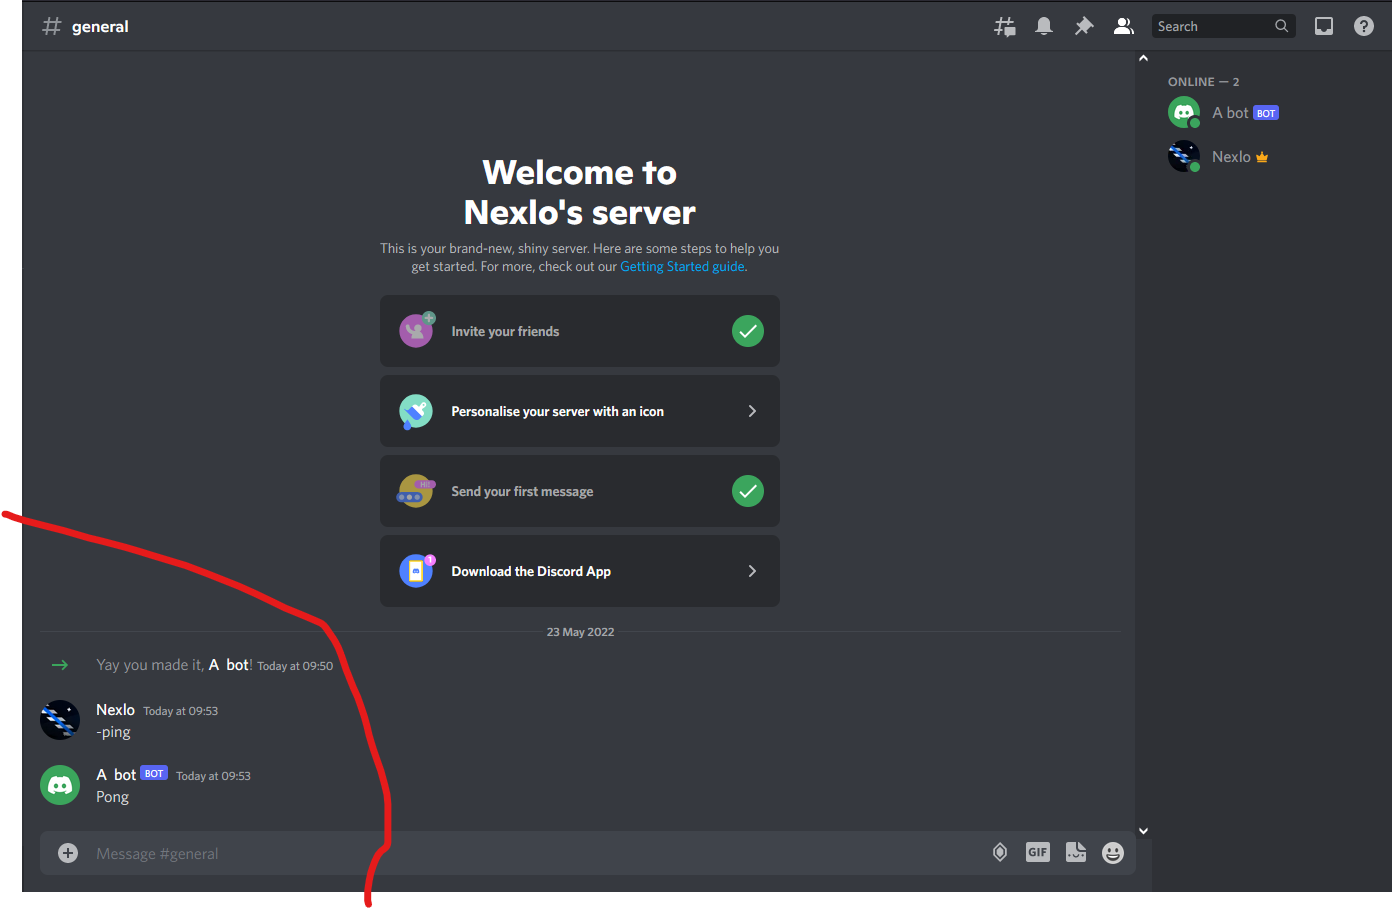 general
Search
ONLINE — 2
A bot BOT
Nexlo
Welcome to
Nexlo's server
This is your brand-new, shiny server. Here are some steps to help you
get started. For more, check out our Getting Started guide.
Invite your friends
Personalise your server with an icon
HI!
Send your first message
1
Download the Discord App
23 May 2022
Yay you made it, A bot! Today at 09:50
Nexlo Today at 09:53
-ping
A bot BOT Today at 09:53
Pong
Message #general
GIF